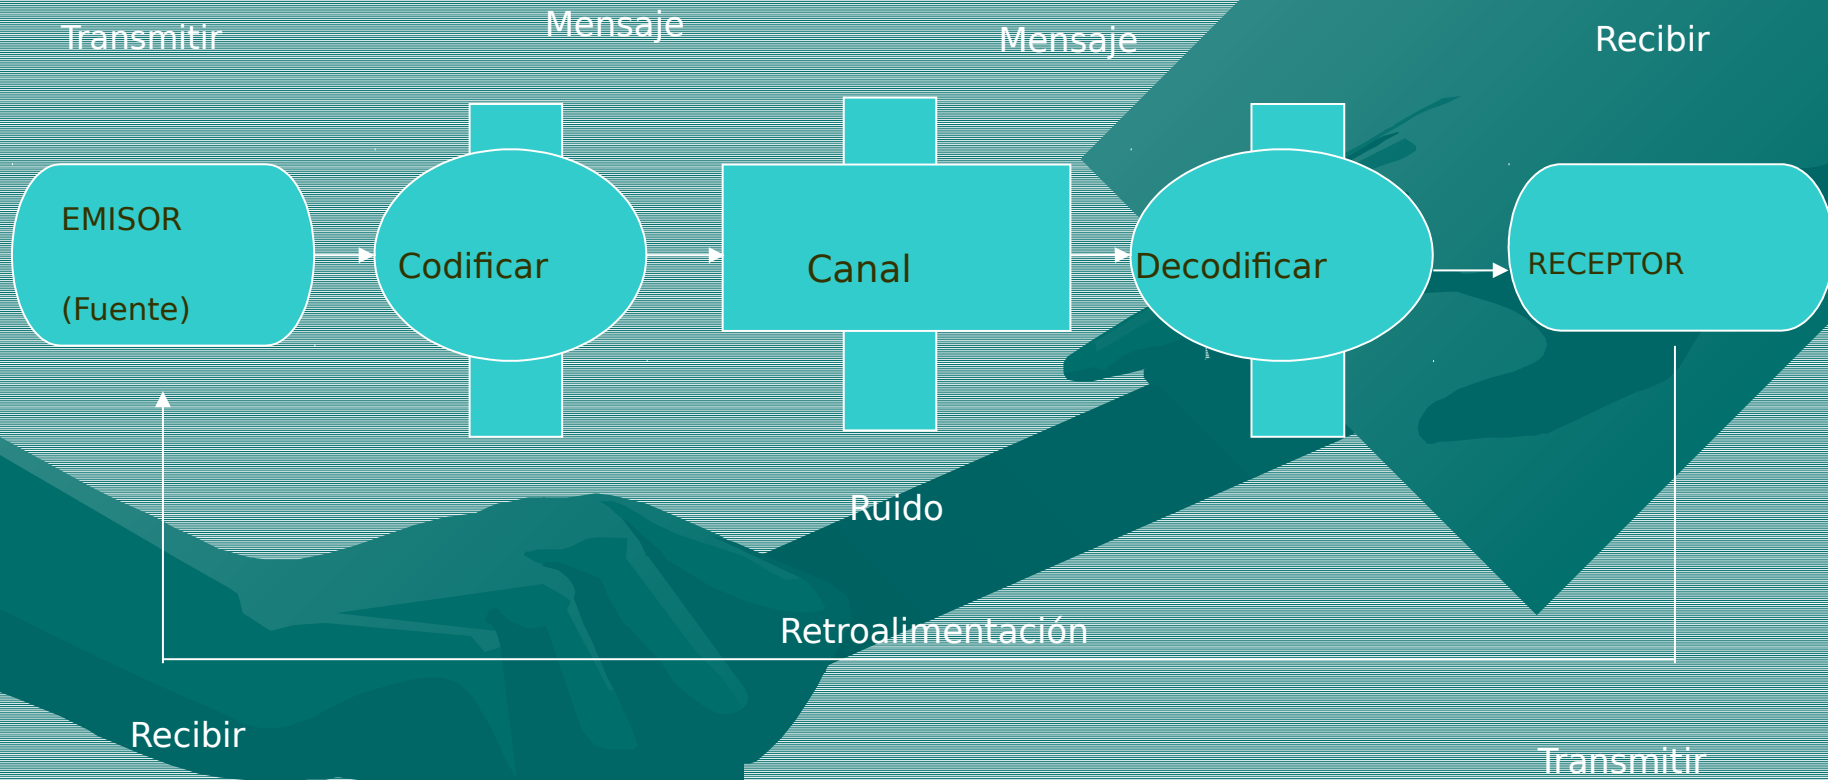 Transmitir
Mensaje
Mensaje
Recibir
EMISOR
(Fuente)
Codificar
Canal
Decodificar
RECEPTOR
Ruido
Retroalimentación
Recibir
Transmitir